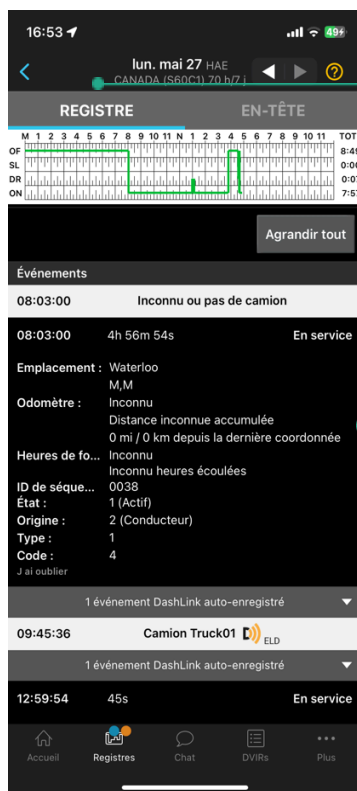 16:53
49
lun. mai 27 HAE
CANADA (S60C1) 70 h/7 j
REGISTRE
EN-TÊTE
M 1 2 3 4 5 6 7 8 9 10 11 N 1 2 3 4 5 6 7 8 9 10 11 TOT
OF 8:49
SL 0:00
DR 0:07
ON 7:57
Agrandir tout
Événements
08:03:00 Inconnu ou pas de camion
08:03:00 4h 56m 54s En service
Emplacement : Waterloo
M,M
Odomètre : Inconnu
Distance inconnue accumulée
0 mi / 0 km depuis la dernière coordonnée
Heures de fo... Inconnu
Inconnu heures écoulées
ID de séque... 0038
État : 1 (Actif)
Origine : 2 (Conducteur)
Type : 1
Code : 4
J ai oublier
1 événement DashLink auto-enregistré
09:45:36 Camion Truck01 ELD
1 événement DashLink auto-enregistré
12:59:54 45s En service
Accueil
Registres
Chat
DVIRs
Plus